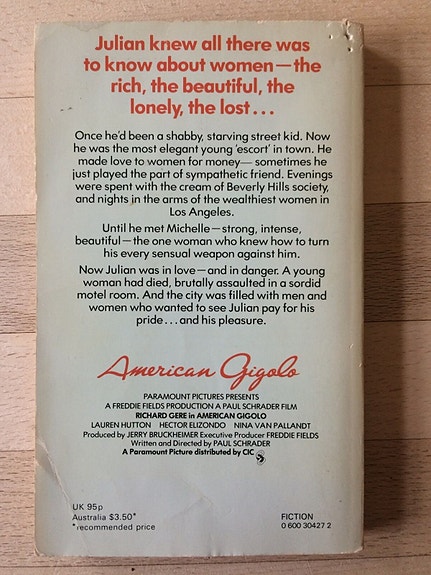 Julian knew all there was
to know about women—the
rich, the beautiful, the
lonely, the lost...
Once he'd been a shabby, starving street kid. Now
he was the most elegant young 'escort' in town. He
made love to women for money— sometimes he
just played the part of sympathetic friend. Evenings
were spent with the cream of Beverly Hills society,
and nights in the arms of the wealthiest women in
Los Angeles.
Until he met Michelle—strong, intense,
beautiful—the one woman who knew how to turn
his every sensual weapon against him.
Now Julian was in love—and in danger. A young
woman had died, brutally assaulted in a sordid
motel room. And the city was filled with men and
women who wanted to see Julian pay for his
pride...and his pleasure.
American Gigolo
PARAMOUNT PICTURES PRESENTS
A FREDDIE FIELDS PRODUCTION A PAUL SCHRADER FILM
RICHARD GERE in AMERICAN GIGOLO
LAUREN HUTTON HECTOR ELIZONDO NINA VAN PALLANDT
Produced by JERRY BRUCKHEIMER Executive Producer FREDDIE FIELDS
Written and Directed by PAUL SCHRADER
A Paramount Picture distributed by CIC
UK 95p
Australia $3.50*
*recommended price
FICTION
0 600 30427 2